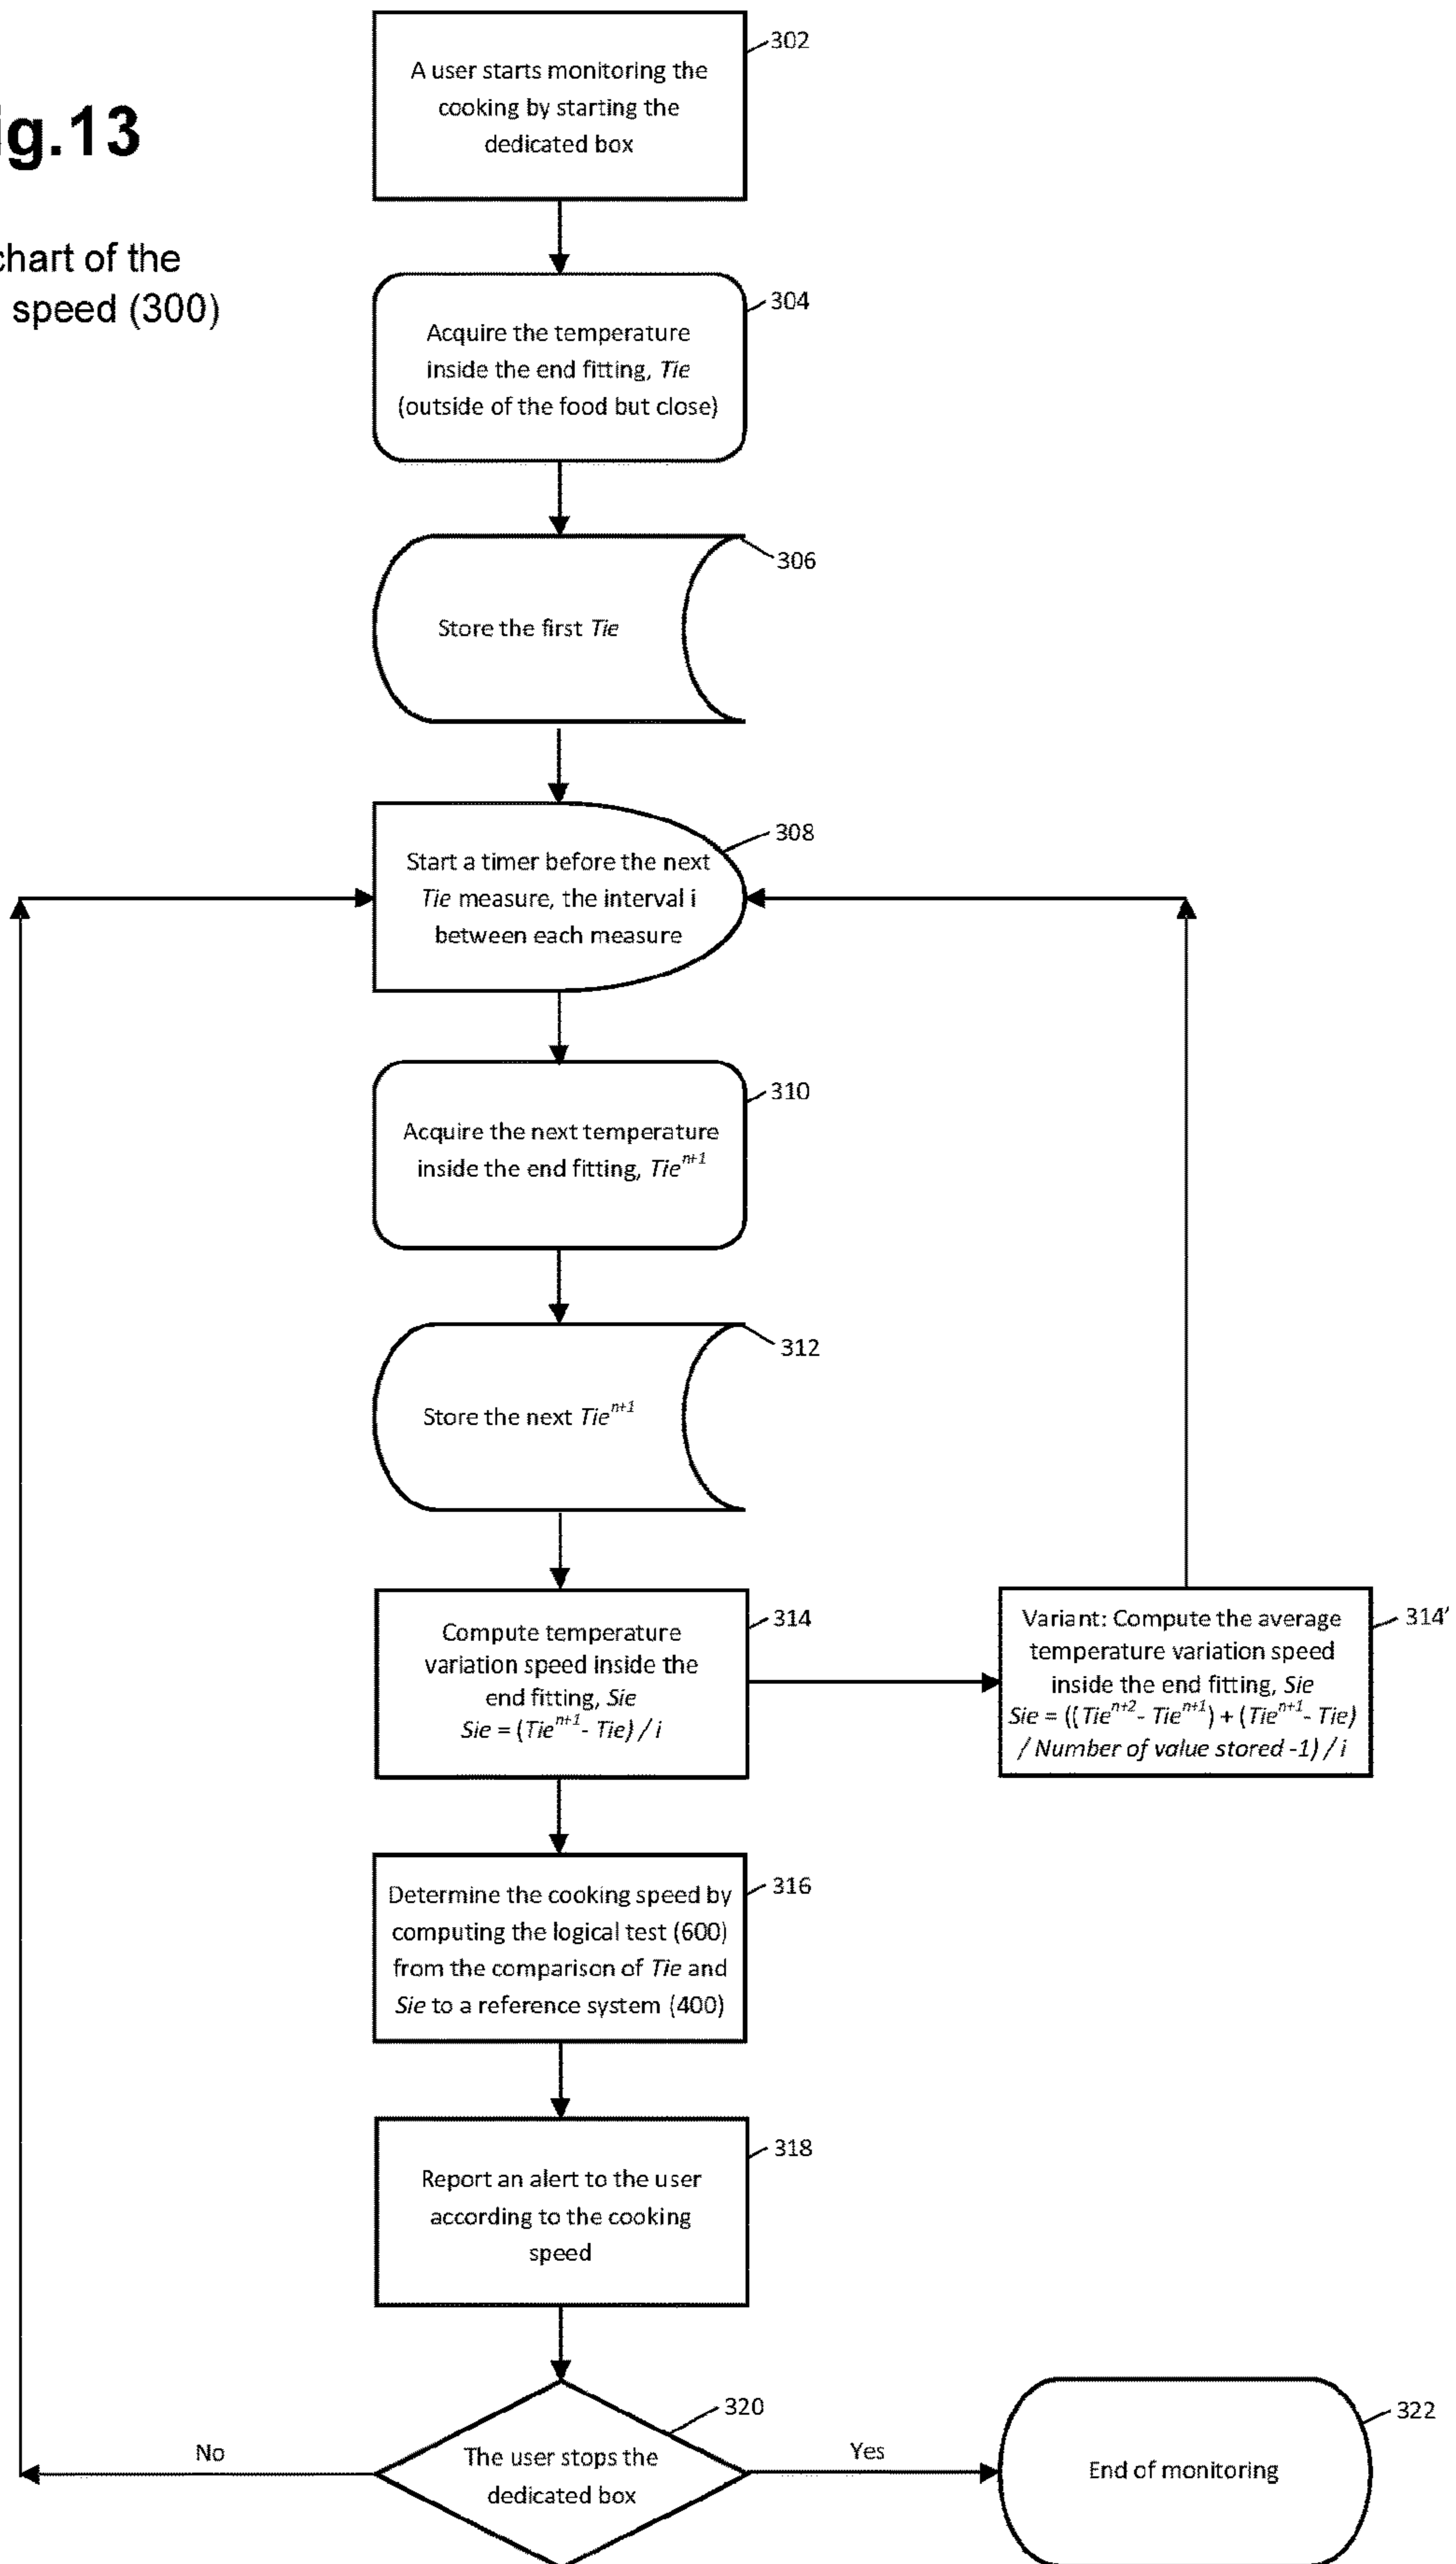 302
A user starts monitoring the
cooking by starting the
dedicated box
ig.13
chart of the
speed (300)
304
Acquire the temperature
inside the end fitting, Tie
(outside of the food but close)
306
Store the first Tie
308
Start a timer before the next
Tie measure, the interval i
between each measure
310
Acquire the next temperature
inside the end fitting, Tieⁿ⁺¹
312
Store the next Tieⁿ⁺¹
314
Compute temperature
variation speed inside the
end fitting, Sie
Sie = (Tieⁿ⁺¹- Tie) / i
314’
Variant: Compute the average
temperature variation speed
inside the end fitting, Sie
Sie = ((Tieⁿ⁺²- Tieⁿ⁺¹) + (Tieⁿ⁺¹- Tie)
/ Number of value stored -1) / i
316
Determine the cooking speed by
computing the logical test (600)
from the comparison of Tie and
Sie to a reference system (400)
318
Report an alert to the user
according to the cooking
speed
320
The user stops the
dedicated box
No
Yes
322
End of monitoring